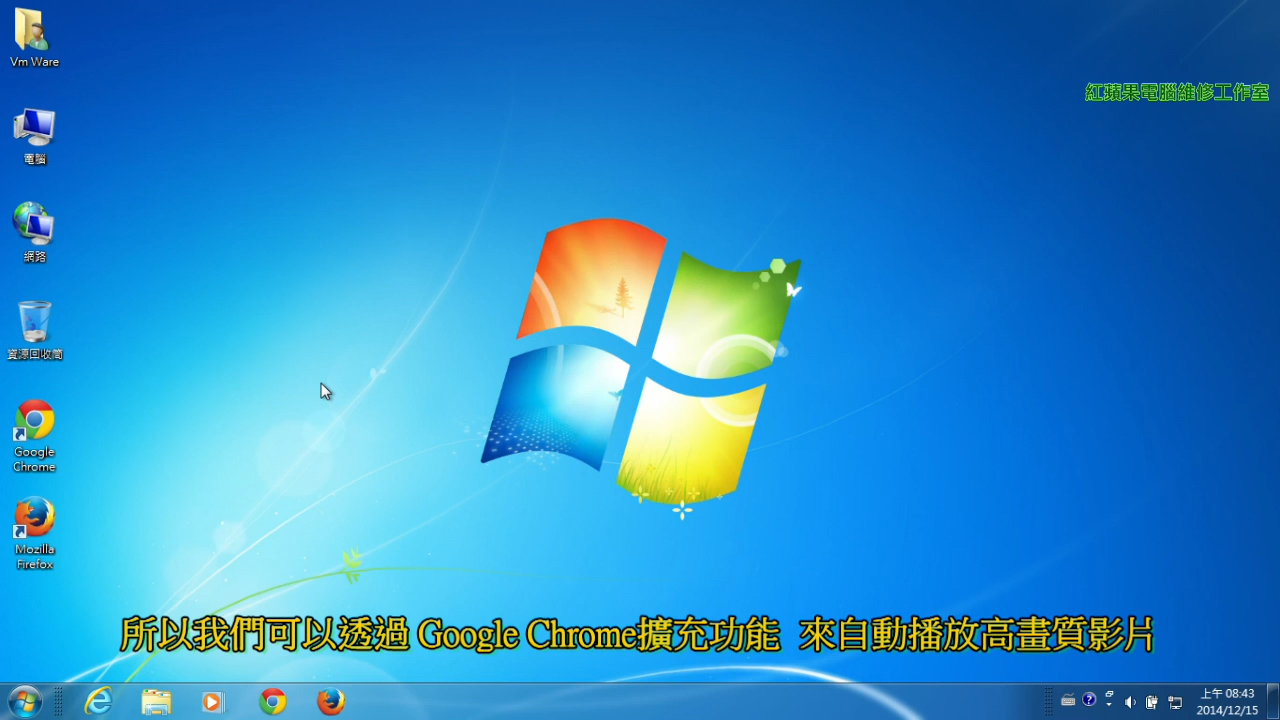 Vm Ware
紅蘋果電腦維修工作室
電腦
網路
資源回收筒
Google
Chrome
Mozilla
Firefox
所以我們可以透過 Google Chrome擴充功能 來自動播放高畫質影片
上午 08:43
2014/12/15